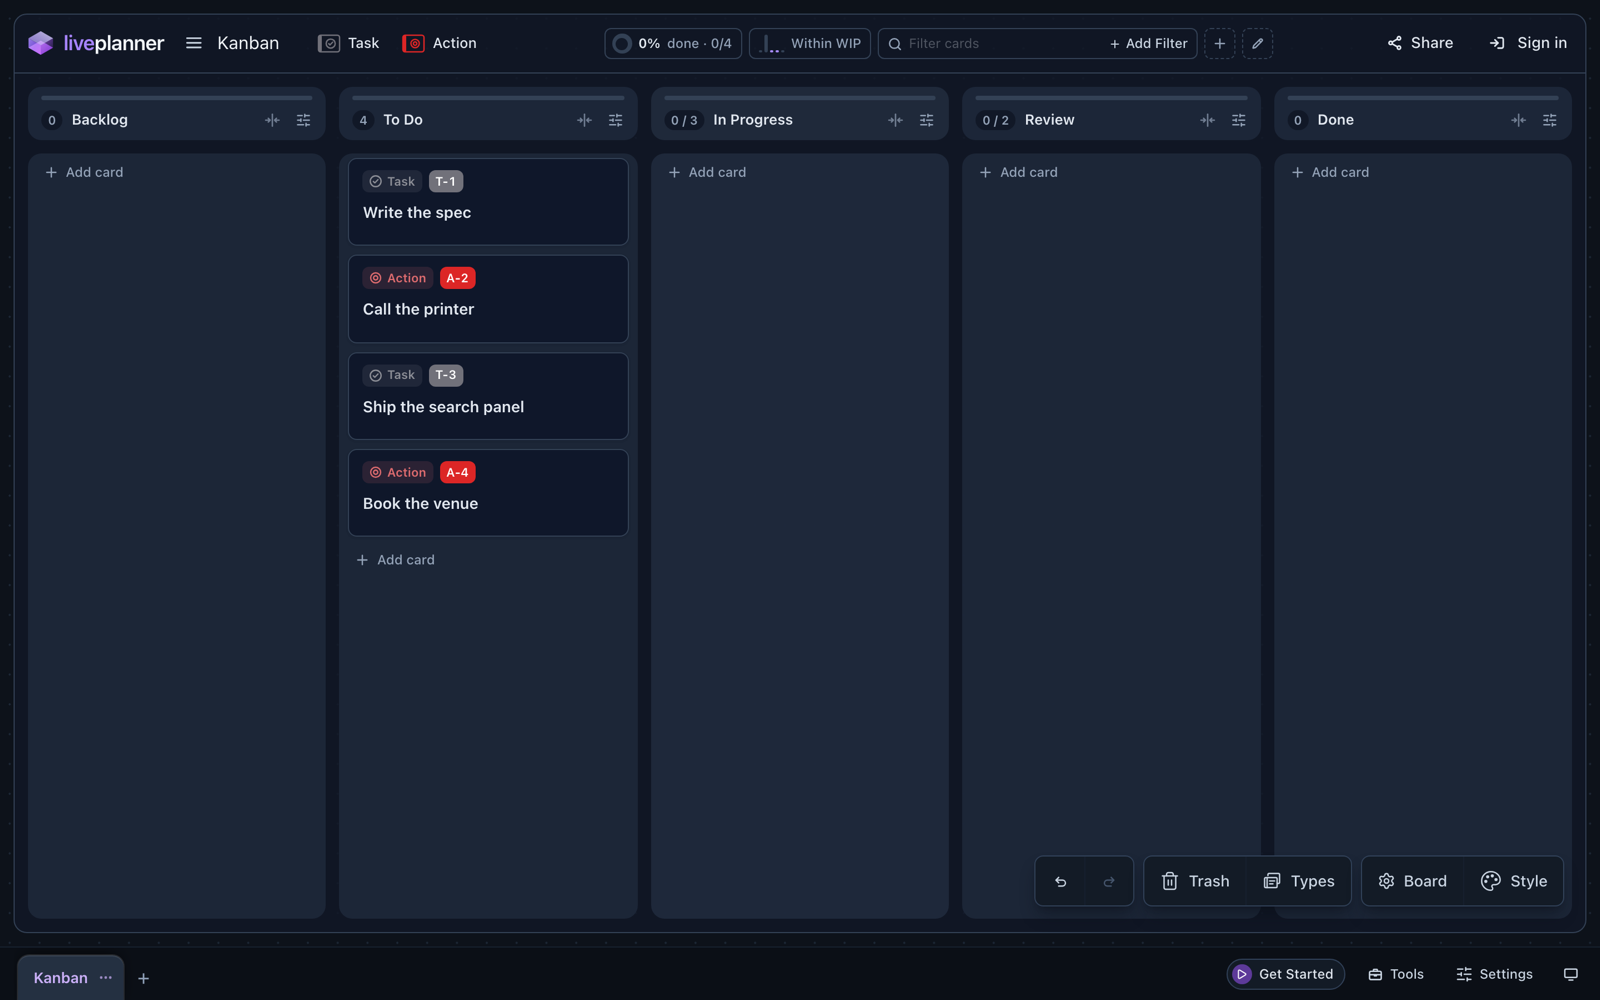 liveplanner
Kanban
Task
Action
0% done · 0/4
Within WIP
Filter cards
+ Add Filter
Share
Sign in
0 Backlog
4 To Do
0 / 3 In Progress
0 / 2 Review
0 Done
+ Add card
Task T-1
Write the spec
Action A-2
Call the printer
Task T-3
Ship the search panel
Action A-4
Book the venue
+ Add card
+ Add card
+ Add card
+ Add card
Trash
Types
Board
Style
Kanban ···
Get Started
Tools
Settings